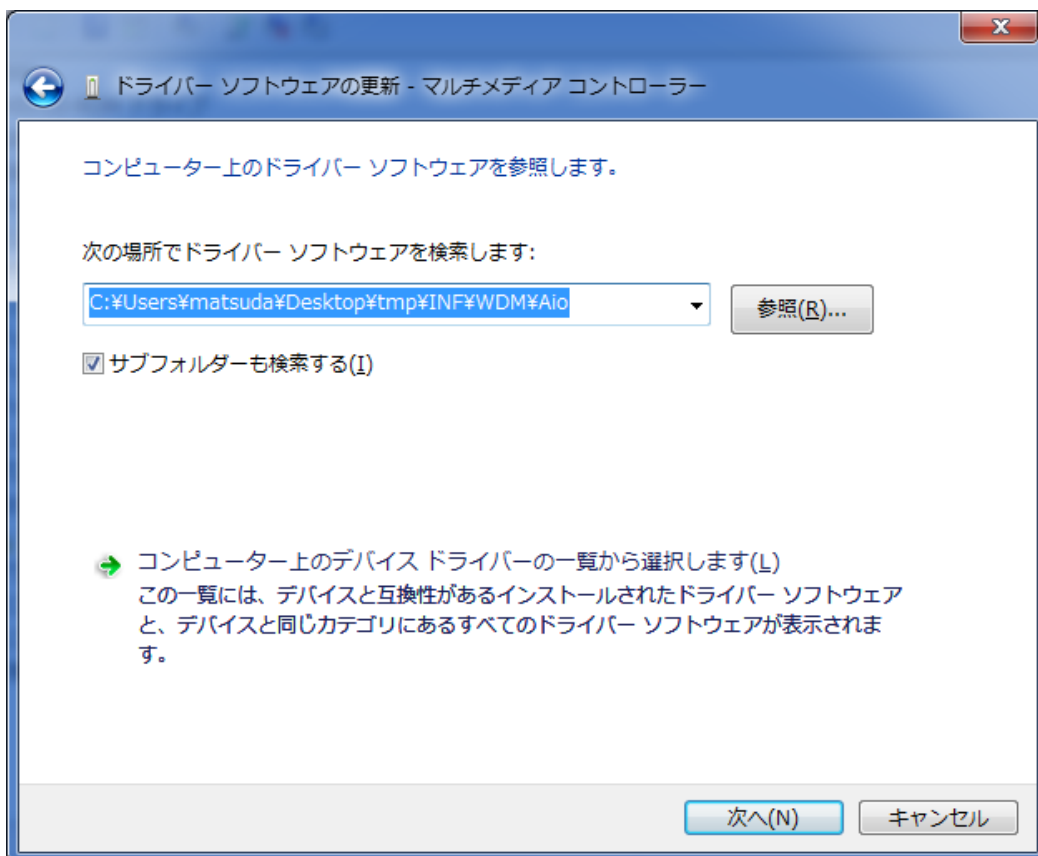 ドライバー ソフトウェアの更新 - マルチメディア コントローラー
コンピューター上のドライバー ソフトウェアを参照します。
次の場所でドライバー ソフトウェアを検索します:
C:¥Users¥matsuda¥Desktop¥tmp¥INF¥WDM¥Aio
参照(R)...
サブフォルダーも検索する(I)
コンピューター上のデバイス ドライバーの一覧から選択します(L)
この一覧には、デバイスと互換性があるインストールされたドライバー ソフトウェア
と、デバイスと同じカテゴリにあるすべてのドライバー ソフトウェアが表示されま
す。
次へ(N)
キャンセル